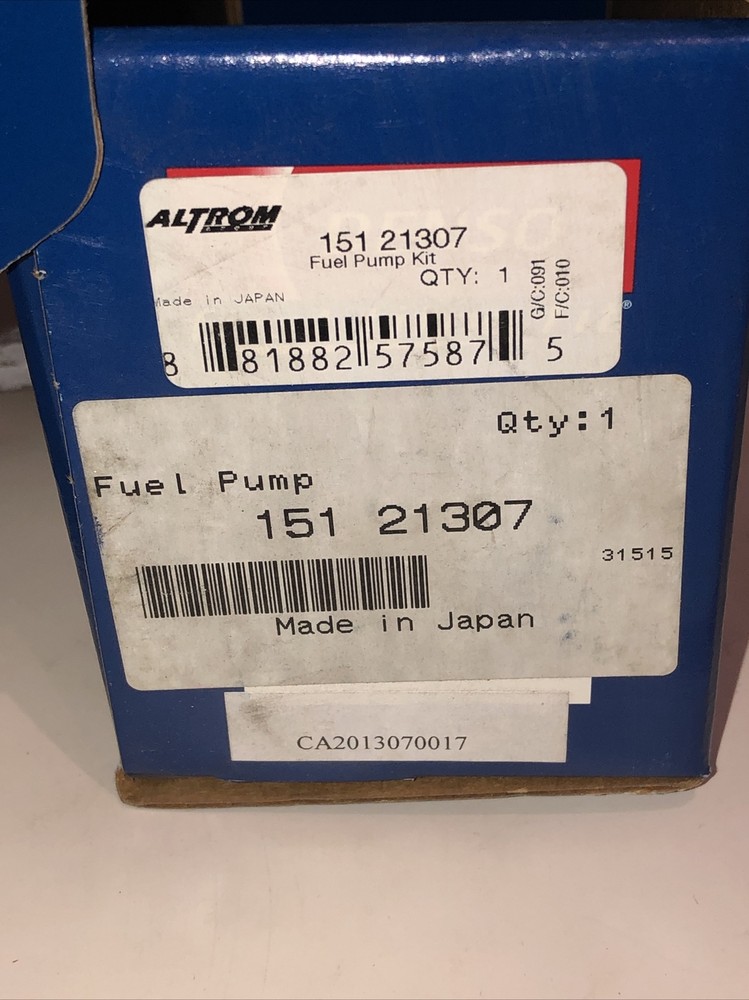 ALTROM
151 21307
Fuel Pump Kit
QTY: 1
Made in JAPAN
G/C:091
F/C:010
8 81882 57587 5
Qty:1
Fuel Pump
151 21307
31515
Made in Japan
CA2013070017